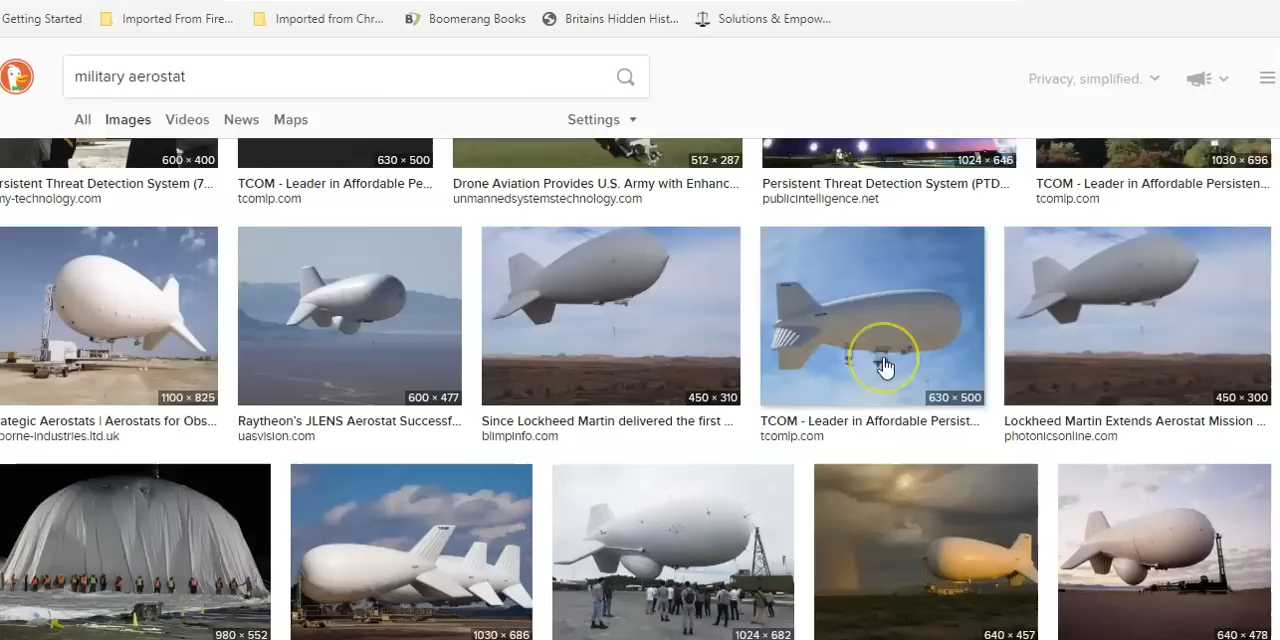 Getting Started Imported From Fire... Imported from Chr... Boomerang Books Britains Hidden Hist... Solutions & Empow...
military aerostat
Privacy, simplified.
All Images Videos News Maps Settings
600 × 400 630 × 500 512 × 287 1024 × 646 1030 × 696
rsistent Threat Detection System (7... TCOM - Leader in Affordable Pe... Drone Aviation Provides U.S. Army with Enhanc... Persistent Threat Detection System (PTD... TCOM - Leader in Affordable Persisten...
my-technology.com tcomlp.com unmannedsystemstechnology.com publicintelligence.net tcomlp.com
1100 × 825 600 × 477 450 × 310 630 × 500 450 × 300
rategic Aerostats | Aerostats for Obs... Raytheon’s JLENS Aerostat Successf... Since Lockheed Martin delivered the first ... TCOM - Leader in Affordable Persist... Lockheed Martin Extends Aerostat Mission ...
borne-industries.ltd.uk uasvision.com blimpinfo.com tcomlp.com photonicsonline.com
980 × 552 1030 × 686 1024 × 682 640 × 457 640 × 478